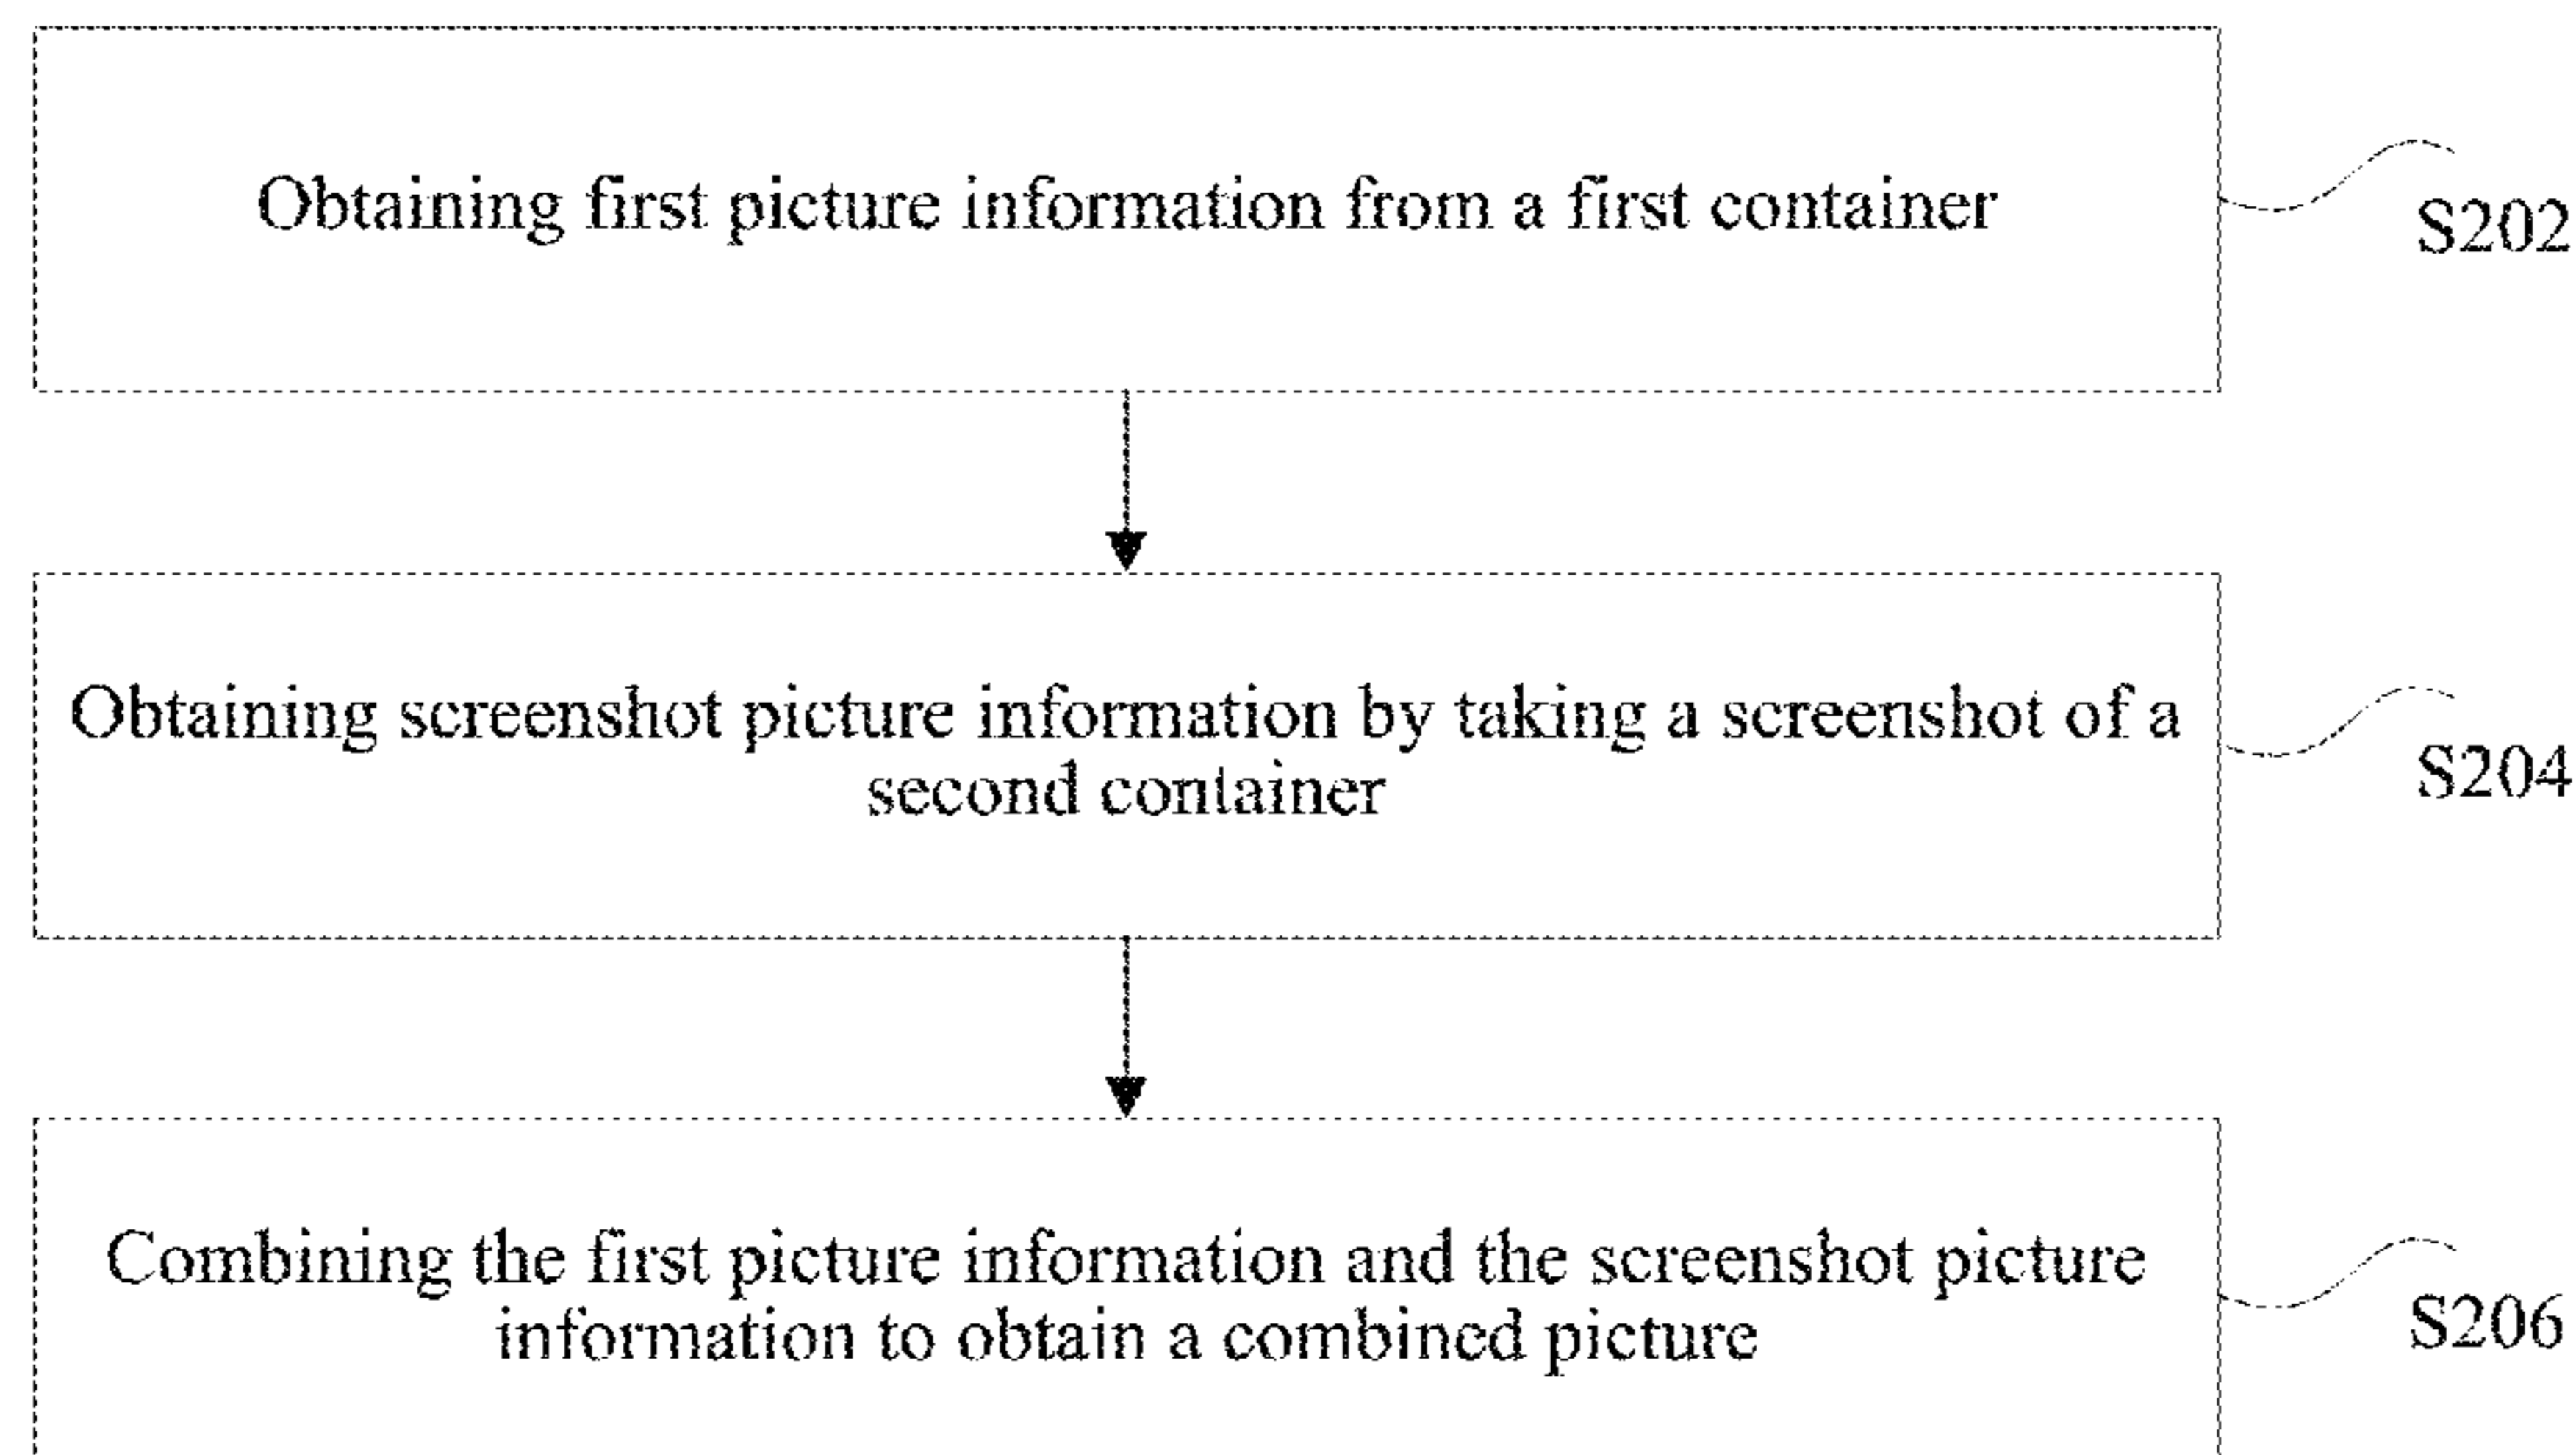 Obtaining first picture information from a first container
S202
Obtaining screenshot picture information by taking a screenshot of a
second container
S204
Combining the first picture information and the screenshot picture
information to obtain a combined picture
S206